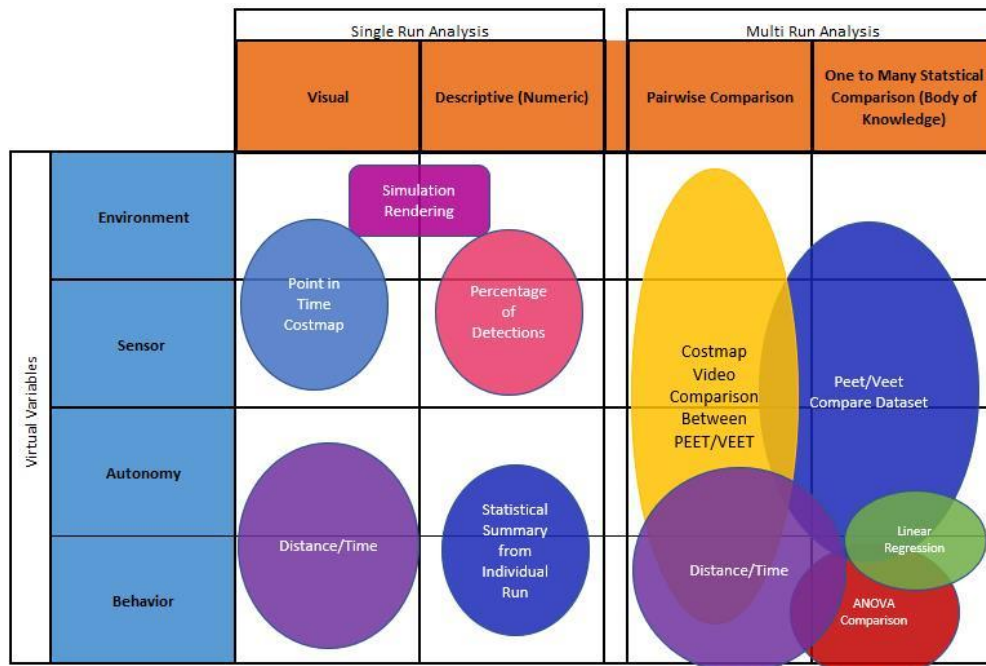 Single Run Analysis
Multi Run Analysis
Visual
Descriptive (Numeric)
Pairwise Comparison
One to Many Statstical
Comparison (Body of
Knowledge)
Virtual Variables
Environment
Sensor
Autonomy
Behavior
Simulation
Rendering
Point in
Time
Costmap
Percentage
of
Detections
Costmap
Video
Comparison
Between
PEET/VEET
Peet/Veet
Compare Dataset
Distance/Time
Statistical
Summary
from
Individual
Run
Distance/Time
Linear
Regression
ANOVA
Comparison